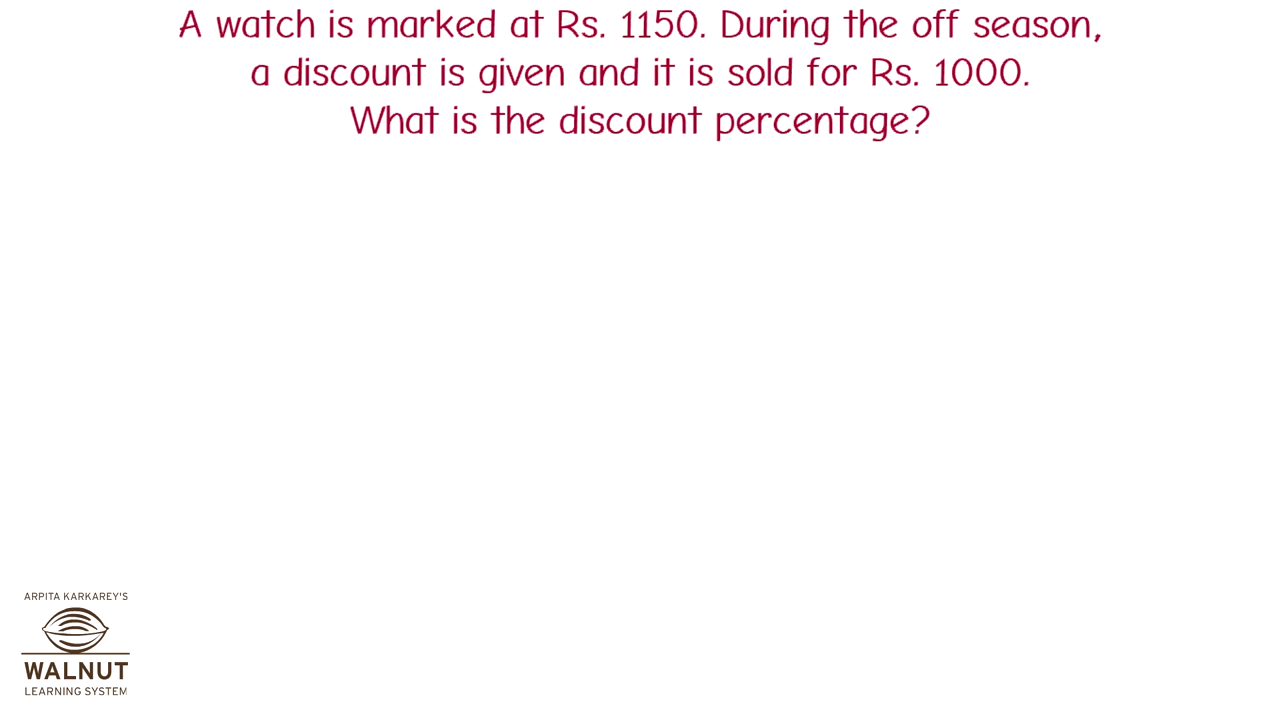 A watch is marked at Rs. 1150. During the off season,
a discount is given and it is sold for Rs. 1000.
What is the discount percentage?
ARPITA KARKAREY'S
WALNUT
LEARNING SYSTEM